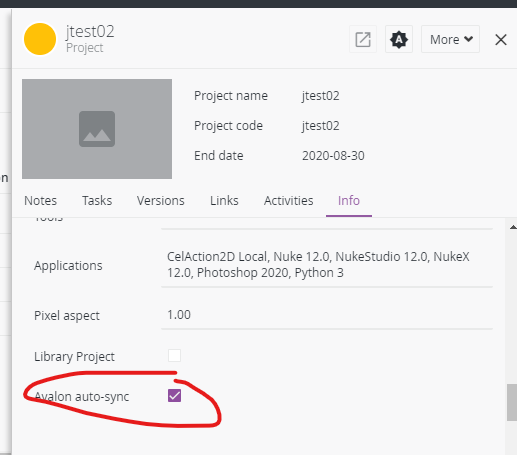 jtest02
Project
More
Project name jtest02
Project code jtest02
End date 2020-08-30
on
Notes Tasks Versions Links Activities Info
Tools
Applications CelAction2D Local, Nuke 12.0, NukeStudio 12.0, NukeX
12.0, Photoshop 2020, Python 3
Pixel aspect 1.00
Library Project
Avalon auto-sync